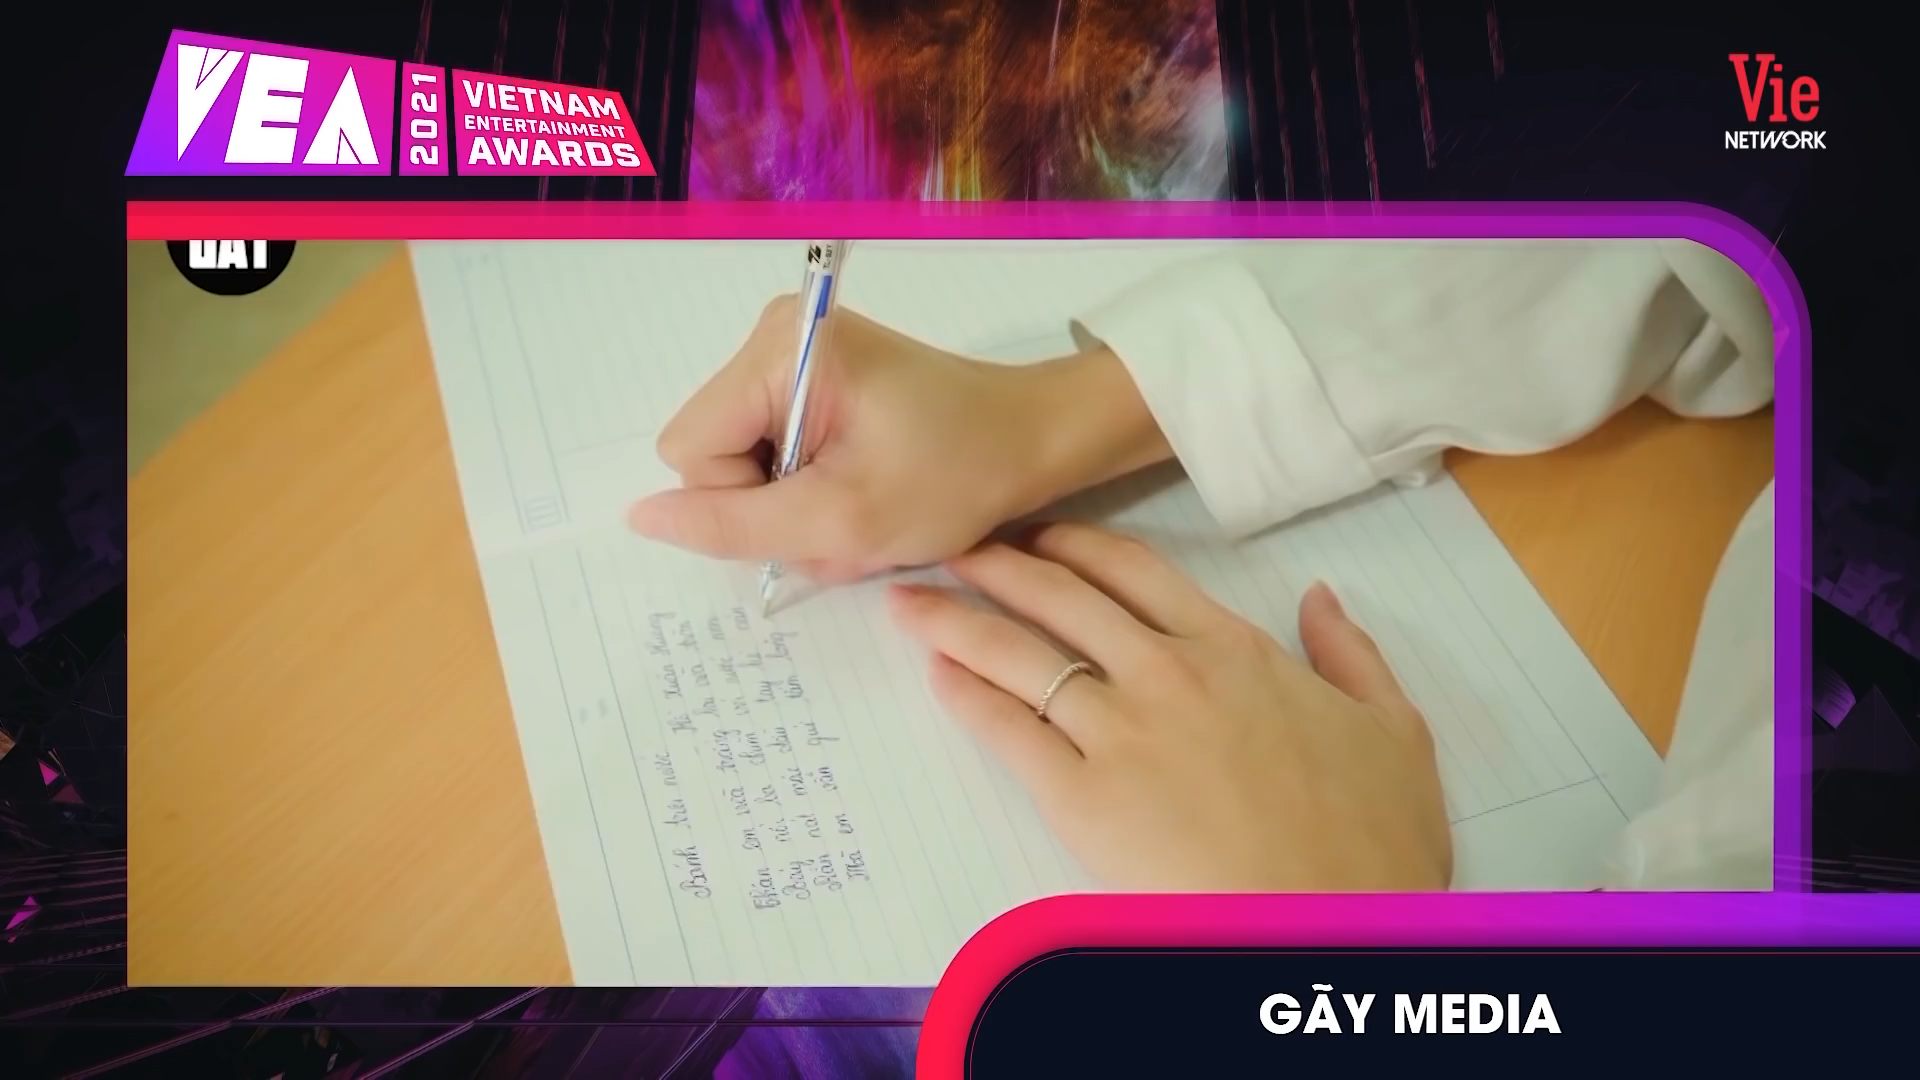 VEA
2021
VIETNAM
ENTERTAINMENT
AWARDS
Vie
NETWORK
GÃY
Bánh trôi nước
Hồ Xuân Hương
Thân em vừa trắng lại vừa tròn
Bảy nổi ba chìm với nước non
Rắn nát mặc dầu tay kẻ
Mà em vẫn giữ tấm lòng
GÃY MEDIA